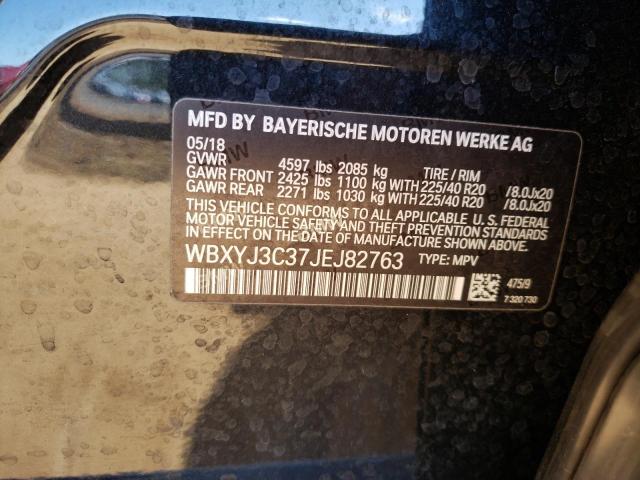 MFD BY BAYERISCHE MOTOREN WERKE AG
05/18
GVWR 4597 lbs 2085 kg TIRE / RIM
GAWR FRONT 2425 lbs 1100 kg WITH 225/40 R20 /8.0Jx20
GAWR REAR 2271 lbs 1030 kg WITH 225/40 R20 /8.0Jx20
THIS VEHICLE CONFORMS TO ALL APPLICABLE U. S. FEDERAL
MOTOR VEHICLE SAFETY AND THEFT PREVENTION STANDARDS
IN EFFECT ON THE DATE OF MANUFACTURE SHOWN ABOVE.
WBXYJ3C37JEJ82763 TYPE: MPV
475/9
7 320 730